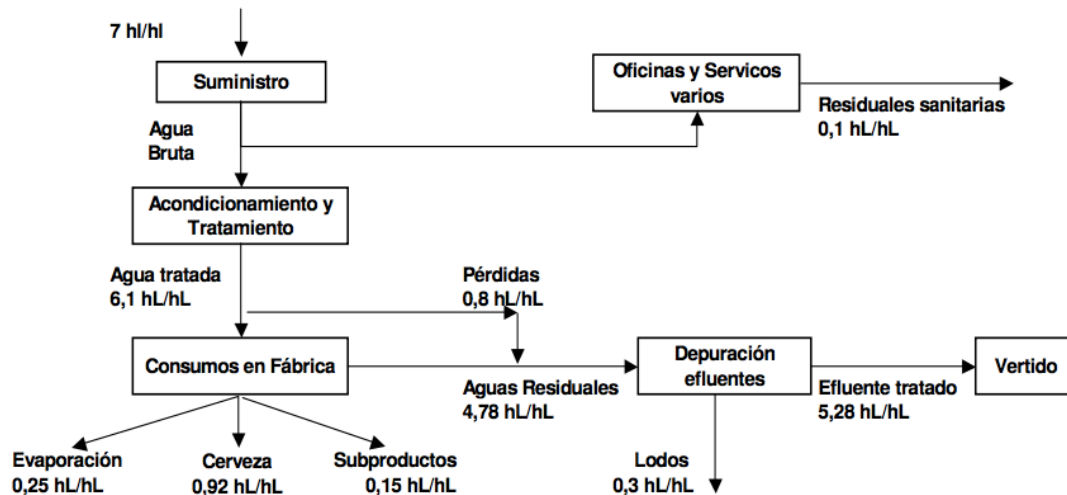 7 hl/hl
Suministro
Oficinas y Servicos
varios
Residuales sanitarias
0,1 hL/hL
Agua
Bruta
Acondicionamiento y
Tratamiento
Agua tratada
6,1 hL/hL
Pérdidas
0,8 hL/hL
Consumos en Fábrica
Depuración
efluentes
Vertido
Aguas Residuales
4,78 hL/hL
Efluente tratado
5,28 hL/hL
Evaporación
0,25 hL/hL
Cerveza
0,92 hL/hL
Subproductos
0,15 hL/hL
Lodos
0,3 hL/hL